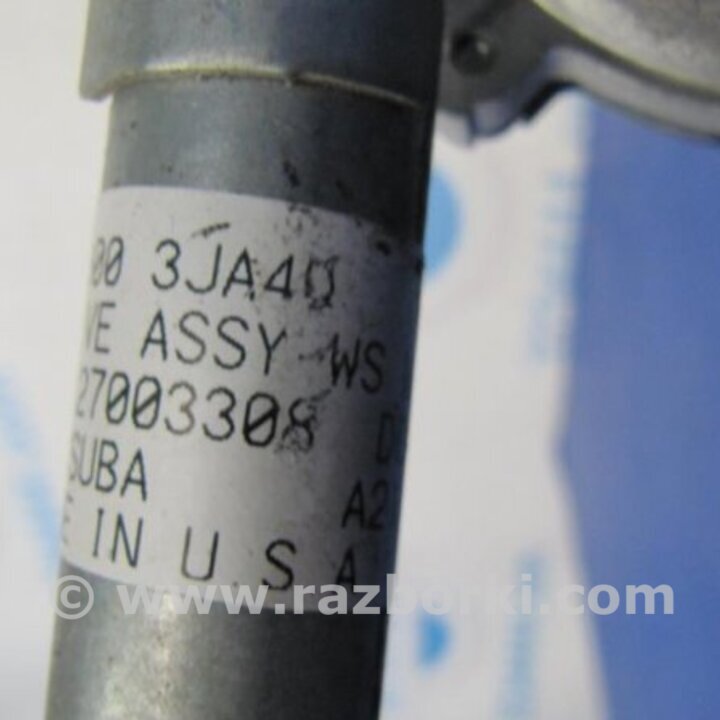 00 3JA40
VE ASSY WS
27003308 D
SUBA A2
E IN U.S.A
© www.razborki.com